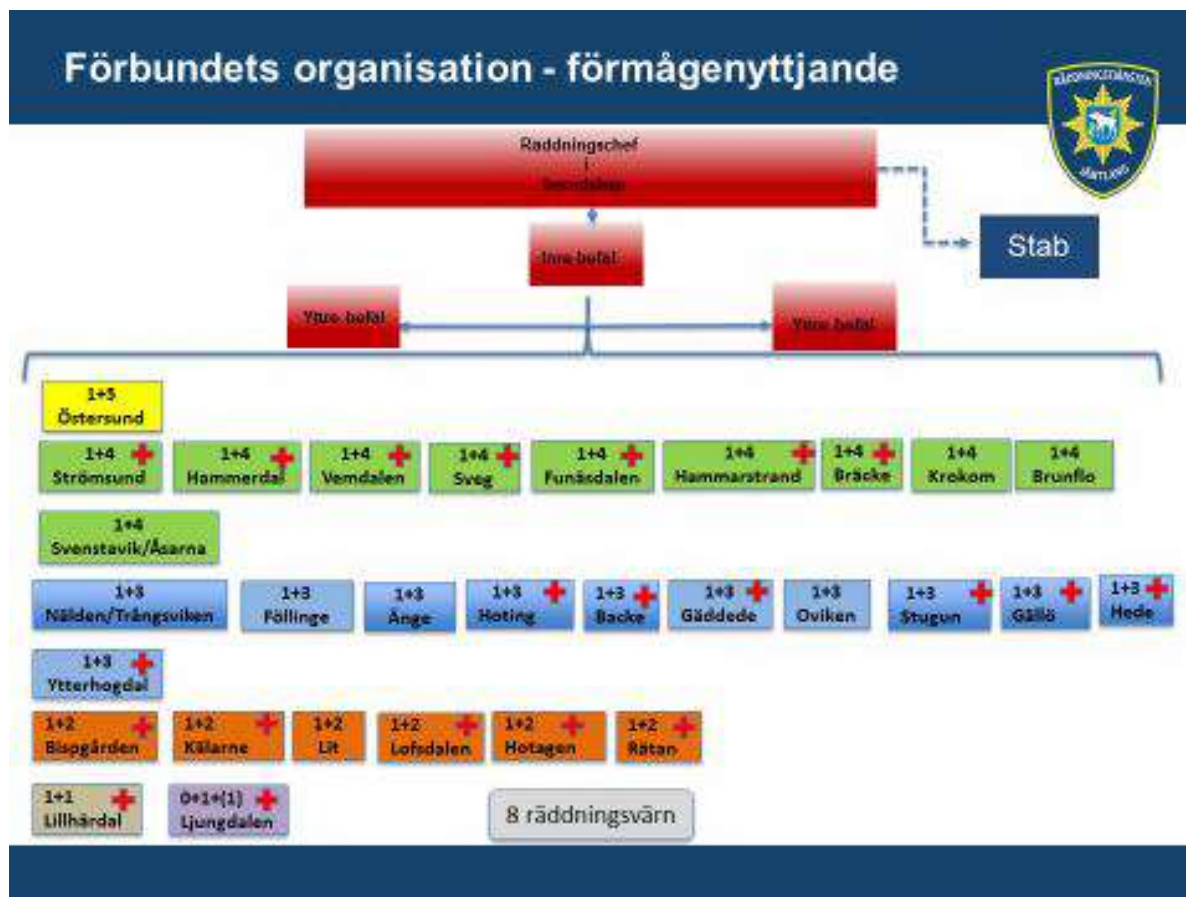 Förbundets organisation - förmågenyttjande
RÄDDNINGSTJÄNSTEN
JÄMTLAND
Räddningschef
i
beredskap
Stab
Inre befäl
Yttre befäl
Yttre befäl
1+5
Östersund
1+4
Strömsund
1+4
Hammerdal
1+4
Vemdalen
1+4
Sveg
1+4
Funäsdalen
1+4
Hammarstrand
1+4
Bräcke
1+4
Krokom
1+4
Brunflo
1+4
Svenstavik/Åsarna
1+3
Nälden/Trångsviken
1+3
Föllinge
1+3
Ånge
1+3
Hoting
1+3
Backe
1+3
Gäddede
1+3
Oviken
1+3
Stugun
1+3
Gällö
1+3
Hede
1+3
Ytterhogdal
1+2
Bispgården
1+2
Kälarne
1+2
Lit
1+2
Lofsdalen
1+2
Hotagen
1+2
Rätan
1+1
Lillhärdal
0+1+(1)
Ljungdalen
8 räddningsvärn